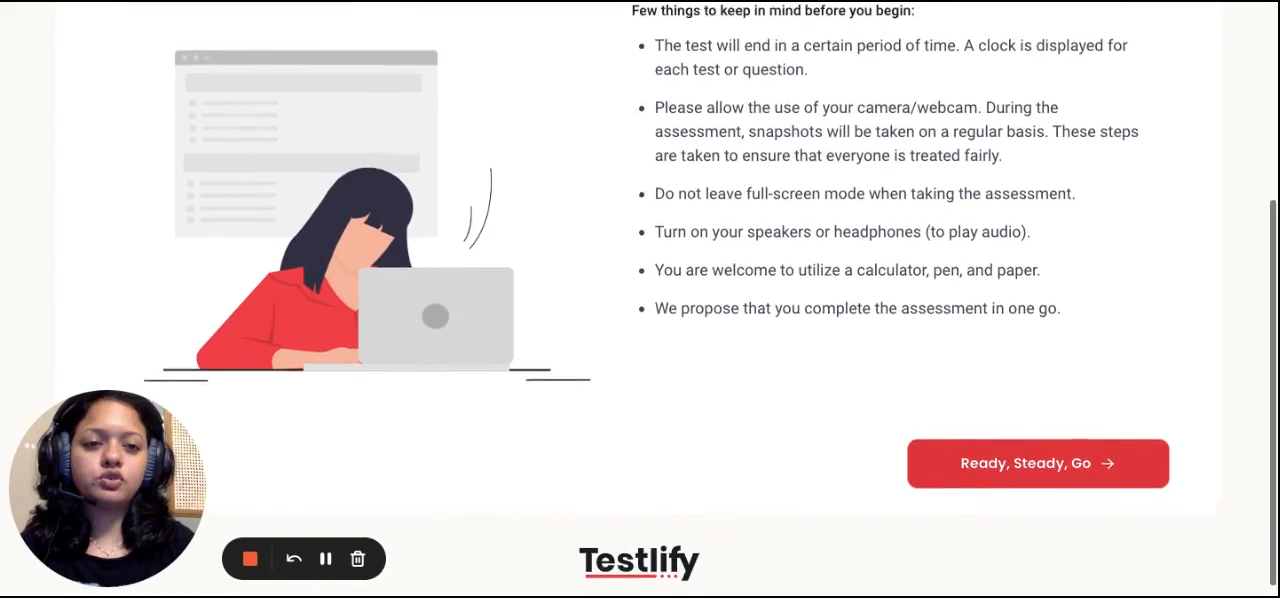 Few things to keep in mind before you begin:
The test will end in a certain period of time. A clock is displayed for
each test or question.
Please allow the use of your camera/webcam. During the
assessment, snapshots will be taken on a regular basis. These steps
are taken to ensure that everyone is treated fairly.
Do not leave full-screen mode when taking the assessment.
Turn on your speakers or headphones (to play audio).
You are welcome to utilize a calculator, pen, and paper.
We propose that you complete the assessment in one go.
Ready, Steady, Go →
Testlify